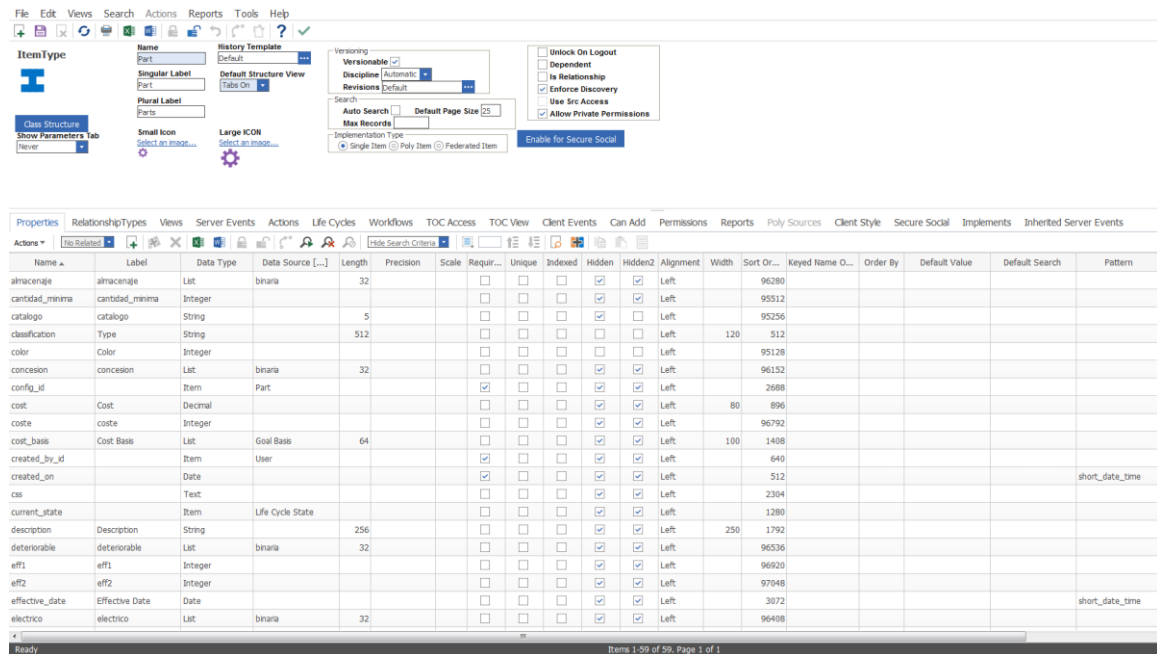 File Edit Views Search Actions Reports Tools Help
ItemType
Name
Part
Singular Label
Part
Plural Label
Parts
Small Icon
Select an image...
Class Structure
Show Parameters Tab
Never
History Template
Default
Default Structure View
Tabs On
Large ICON
Select an image...
Versioning
Versionable
Discipline Automatic
Revisions Default
Search
Auto Search Default Page Size 25
Max Records
Implementation Type
Single Item Poly Item Federated Item
Unlock On Logout
Dependent
Is Relationship
Enforce Discovery
Use Src Access
Allow Private Permissions
Enable for Secure Social
Properties RelationshipTypes Views Server Events Actions Life Cycles Workflows TOC Access TOC View Client Events Can Add Permissions Reports Poly Sources Client Style Secure Social Implements Inherited Server Events
Actions No Related Hide Search Criteria
Name Label Data Type Data Source [...] Length Precision Scale Requir... Unique Indexed Hidden Hidden2 Alignment Width Sort Or... Keyed Name O... Order By Default Value Default Search Pattern
almacenaje almacenaje List binaria 32 Left 96280
cantidad_minima cantidad_minima Integer Left 95512
catalogo catalogo String 5 Left 95256
classification Type String 512 Left 120 512
color Color Integer Left 95128
concesion concesion List binaria 32 Left 96152
config_id Item Part Left 2688
cost Cost Decimal Left 80 896
coste coste Integer Left 96792
cost_basis Cost Basis List Goal Basis 64 Left 100 1408
created_by_id Item User Left 640
created_on Date Left 512 short_date_time
css Text Left 2304
current_state Item Life Cycle State Left 1280
description Description String 256 Left 250 1792
deteriorable deteriorable List binaria 32 Left 96536
eff1 eff1 Integer Left 96920
eff2 eff2 Integer Left 97048
effective_date Effective Date Date Left 3072 short_date_time
electrico electrico List binaria 32 Left 96408
Ready Items 1-59 of 59. Page 1 of 1